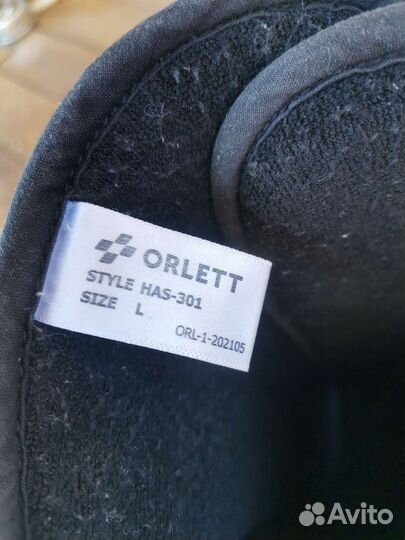 ORLETT
STYLE HAS-301
SIZE L
ORL-1-202105
Avito